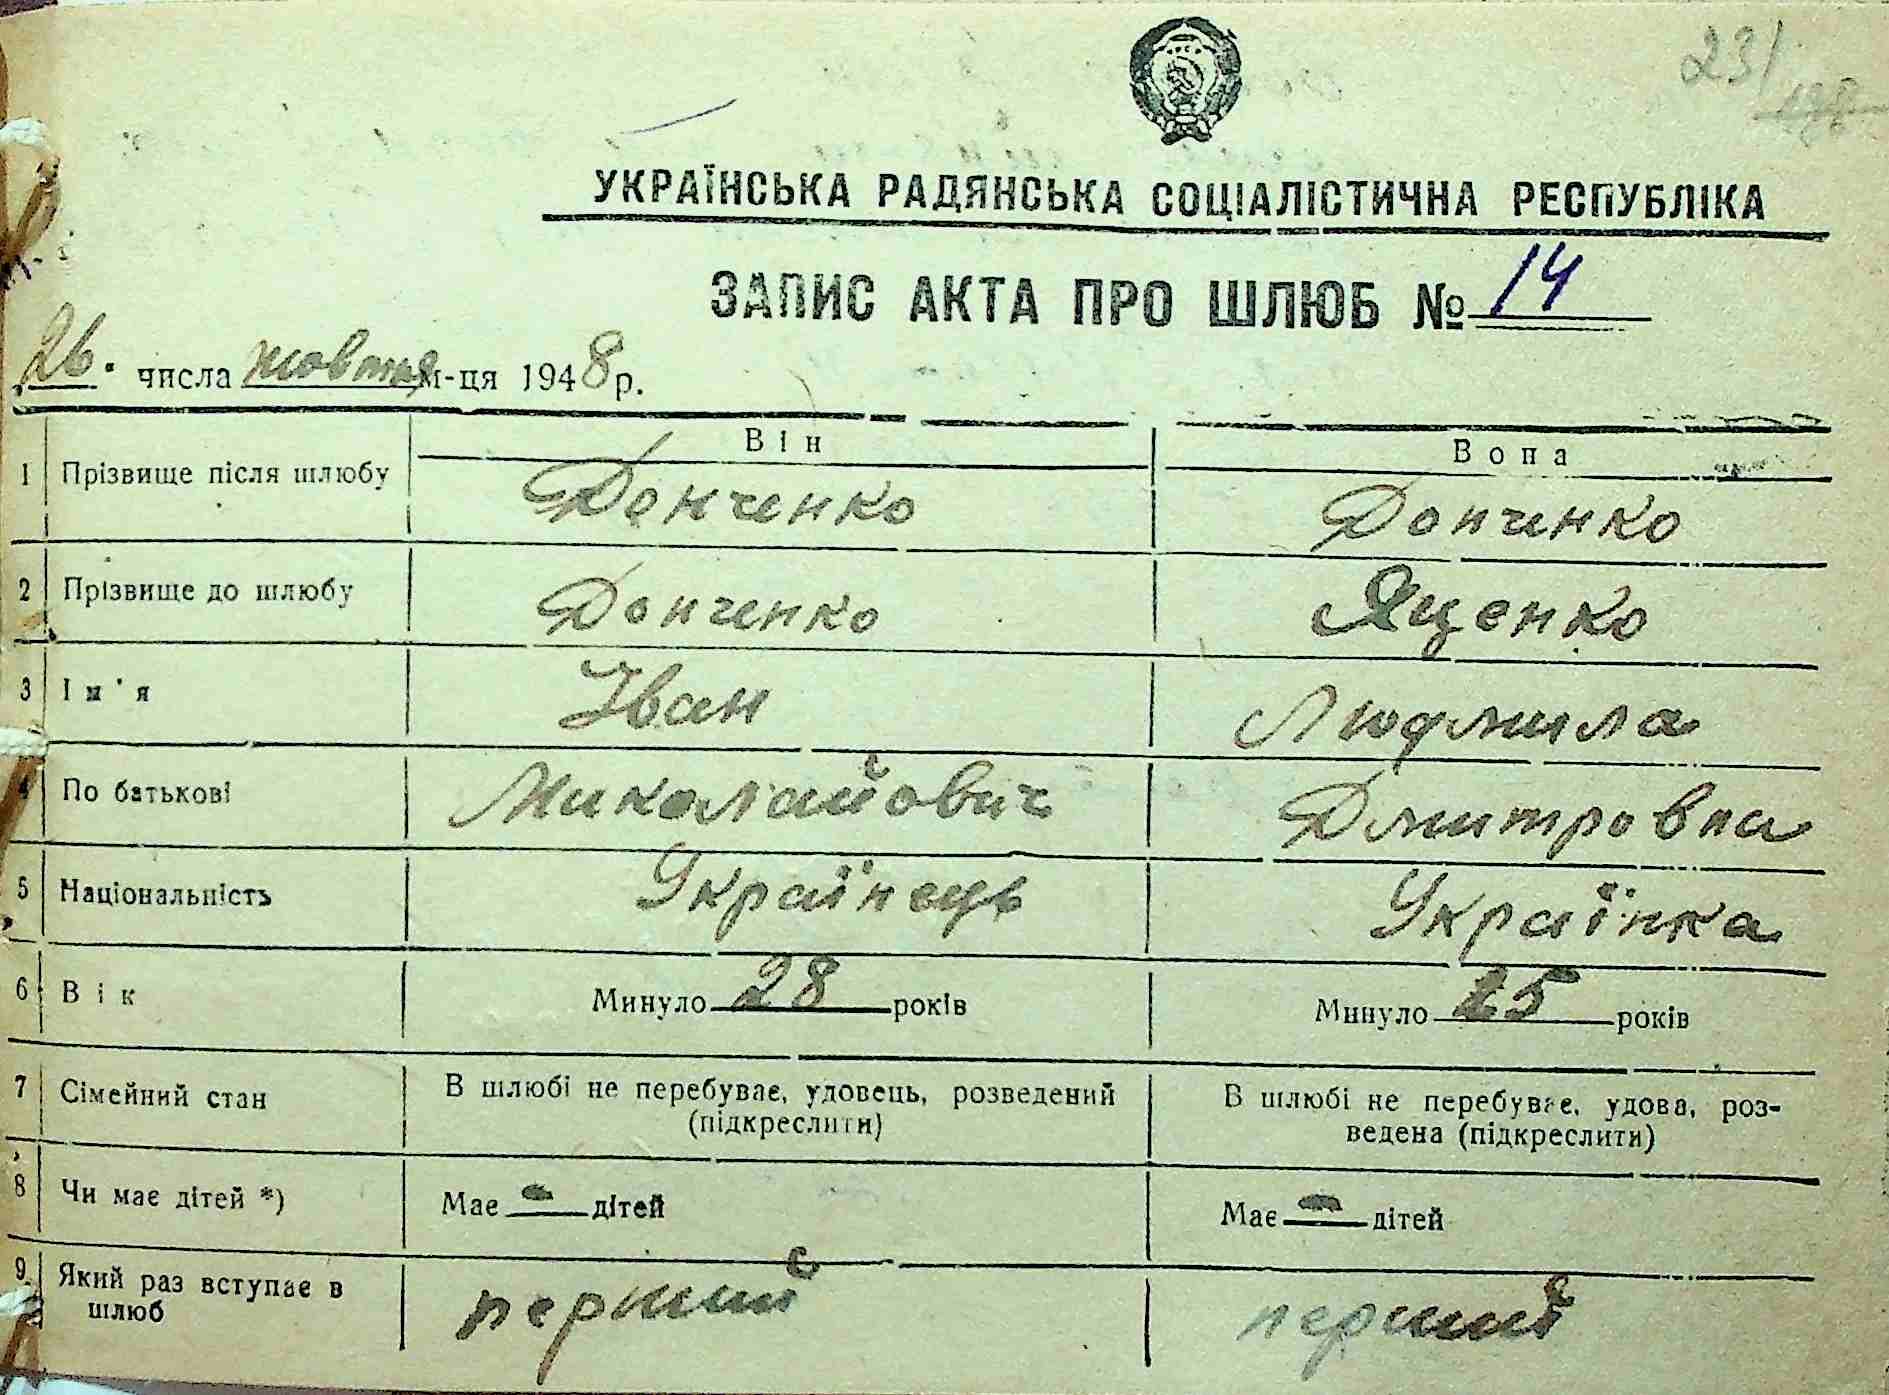 231
198
УКРАЇНСЬКА РАДЯНСЬКА СОЦІАЛІСТИЧНА РЕСПУБЛІКА
ЗАПИС АКТА ПРО ШЛЮБ № 14
26. числа жовтня м-ця 1948 р.
Він Вона
1 Прізвище після шлюбу Донченко Донченко
2 Прізвище до шлюбу Донченко Яценко
3 Ім'я Іван Людмила
4 По батькові Миколайович Дмитровна
5 Національність Українець Українка
6 Вік Минуло 28 років Минуло 25 років
7 Сімейний стан В шлюбі не перебуває, удовець, розведений (підкреслити) В шлюбі не перебуває, удова, роз-
ведена (підкреслити)
8 Чи має дітей *) Має - дітей Має - дітей
9 Який раз вступає в шлюб перший перший